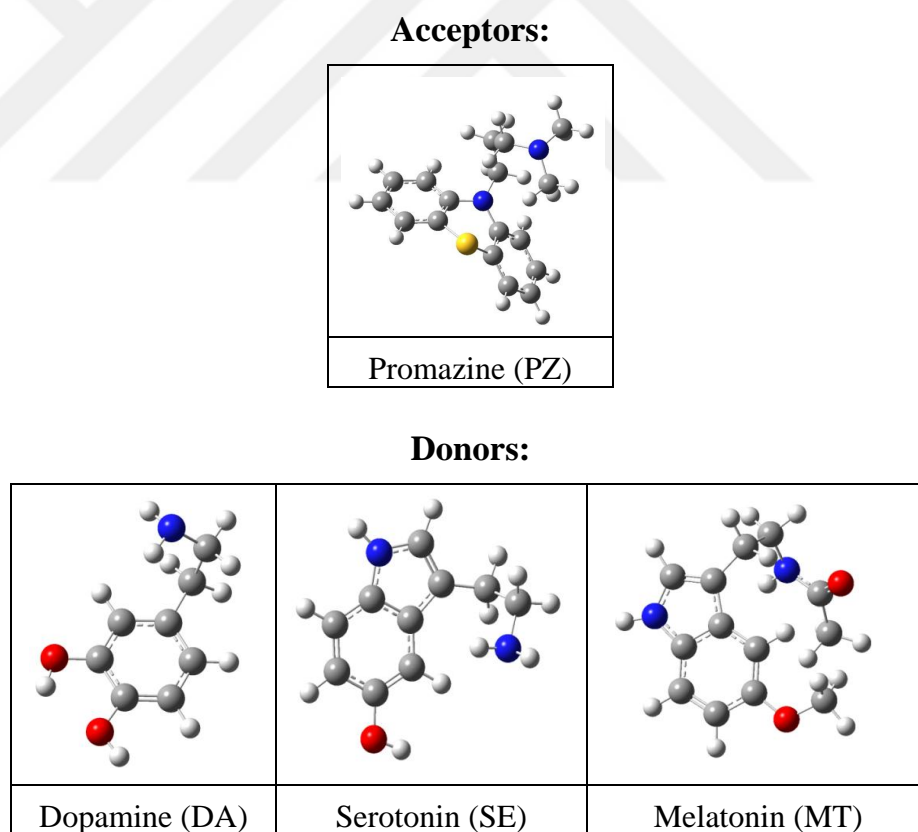 Acceptors:
Promazine (PZ)
Donors:
Dopamine (DA) Serotonin (SE) Melatonin (MT)